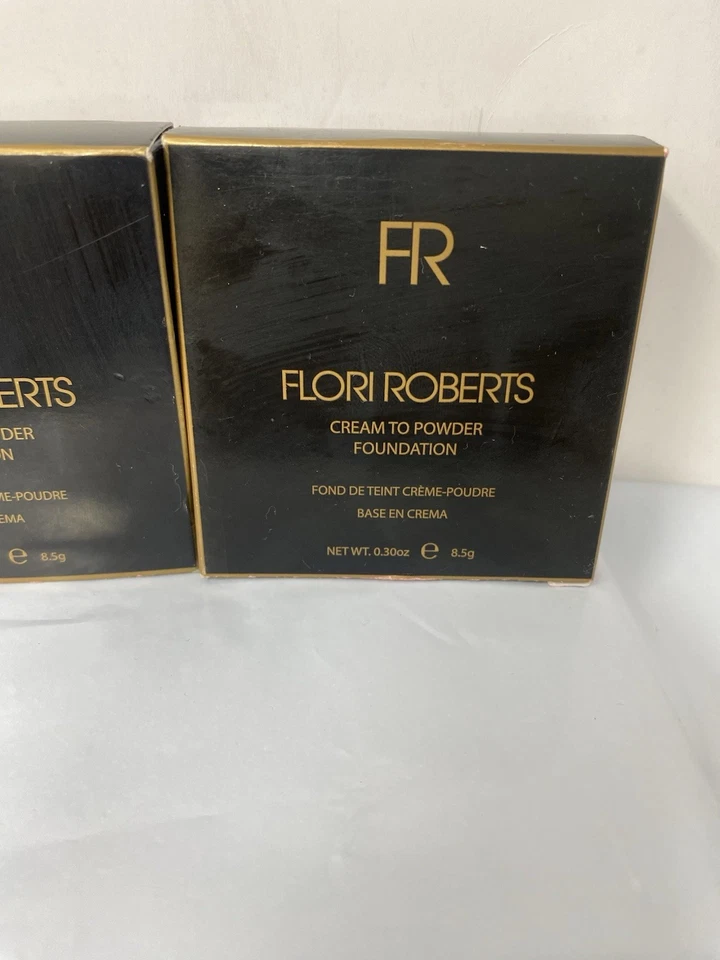 ERTS
DER
N
ME-POUDRE
EMA
e 8.5g
FR
FLORI ROBERTS
CREAM TO POWDER
FOUNDATION
FOND DE TEINT CRÈME-POUDRE
BASE EN CREMA
NET WT. 0.30oz e 8.5g